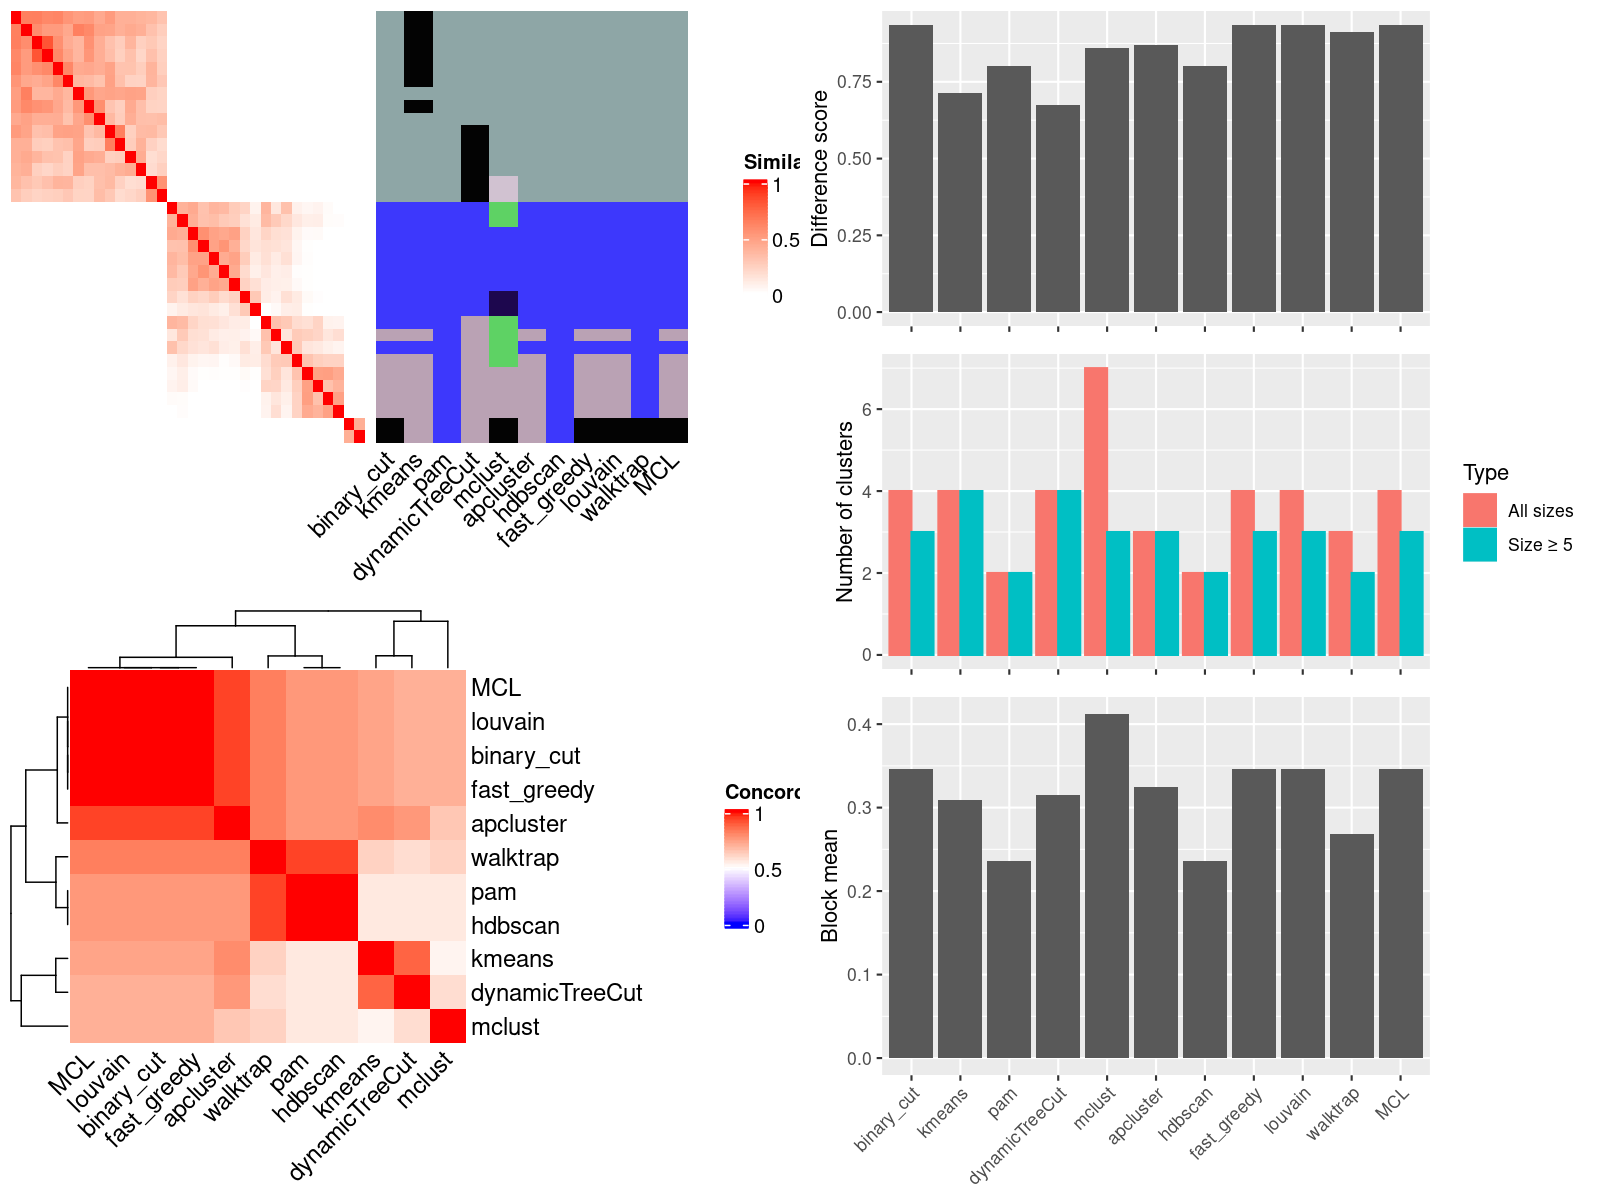 Simila
1
0.5
0
binary_cut
kmeans
pam
dynamicTreeCut
mclust
apcluster
hdbscan
fast_greedy
louvain
walktrap
MCL
Difference score
0.75
0.50
0.25
0.00
Number of clusters
6
4
2
0
Type
All sizes
Size ≥ 5
MCL
louvain
binary_cut
fast_greedy
apcluster
walktrap
pam
hdbscan
kmeans
dynamicTreeCut
mclust
MCL
louvain
binary_cut
fast_greedy
apcluster
walktrap
pam
hdbscan
kmeans
dynamicTreeCut
mclust
Concord
1
0.5
0
Block mean
0.4
0.3
0.2
0.1
0.0
binary_cut
kmeans
pam
dynamicTreeCut
mclust
apcluster
hdbscan
fast_greedy
louvain
walktrap
MCL